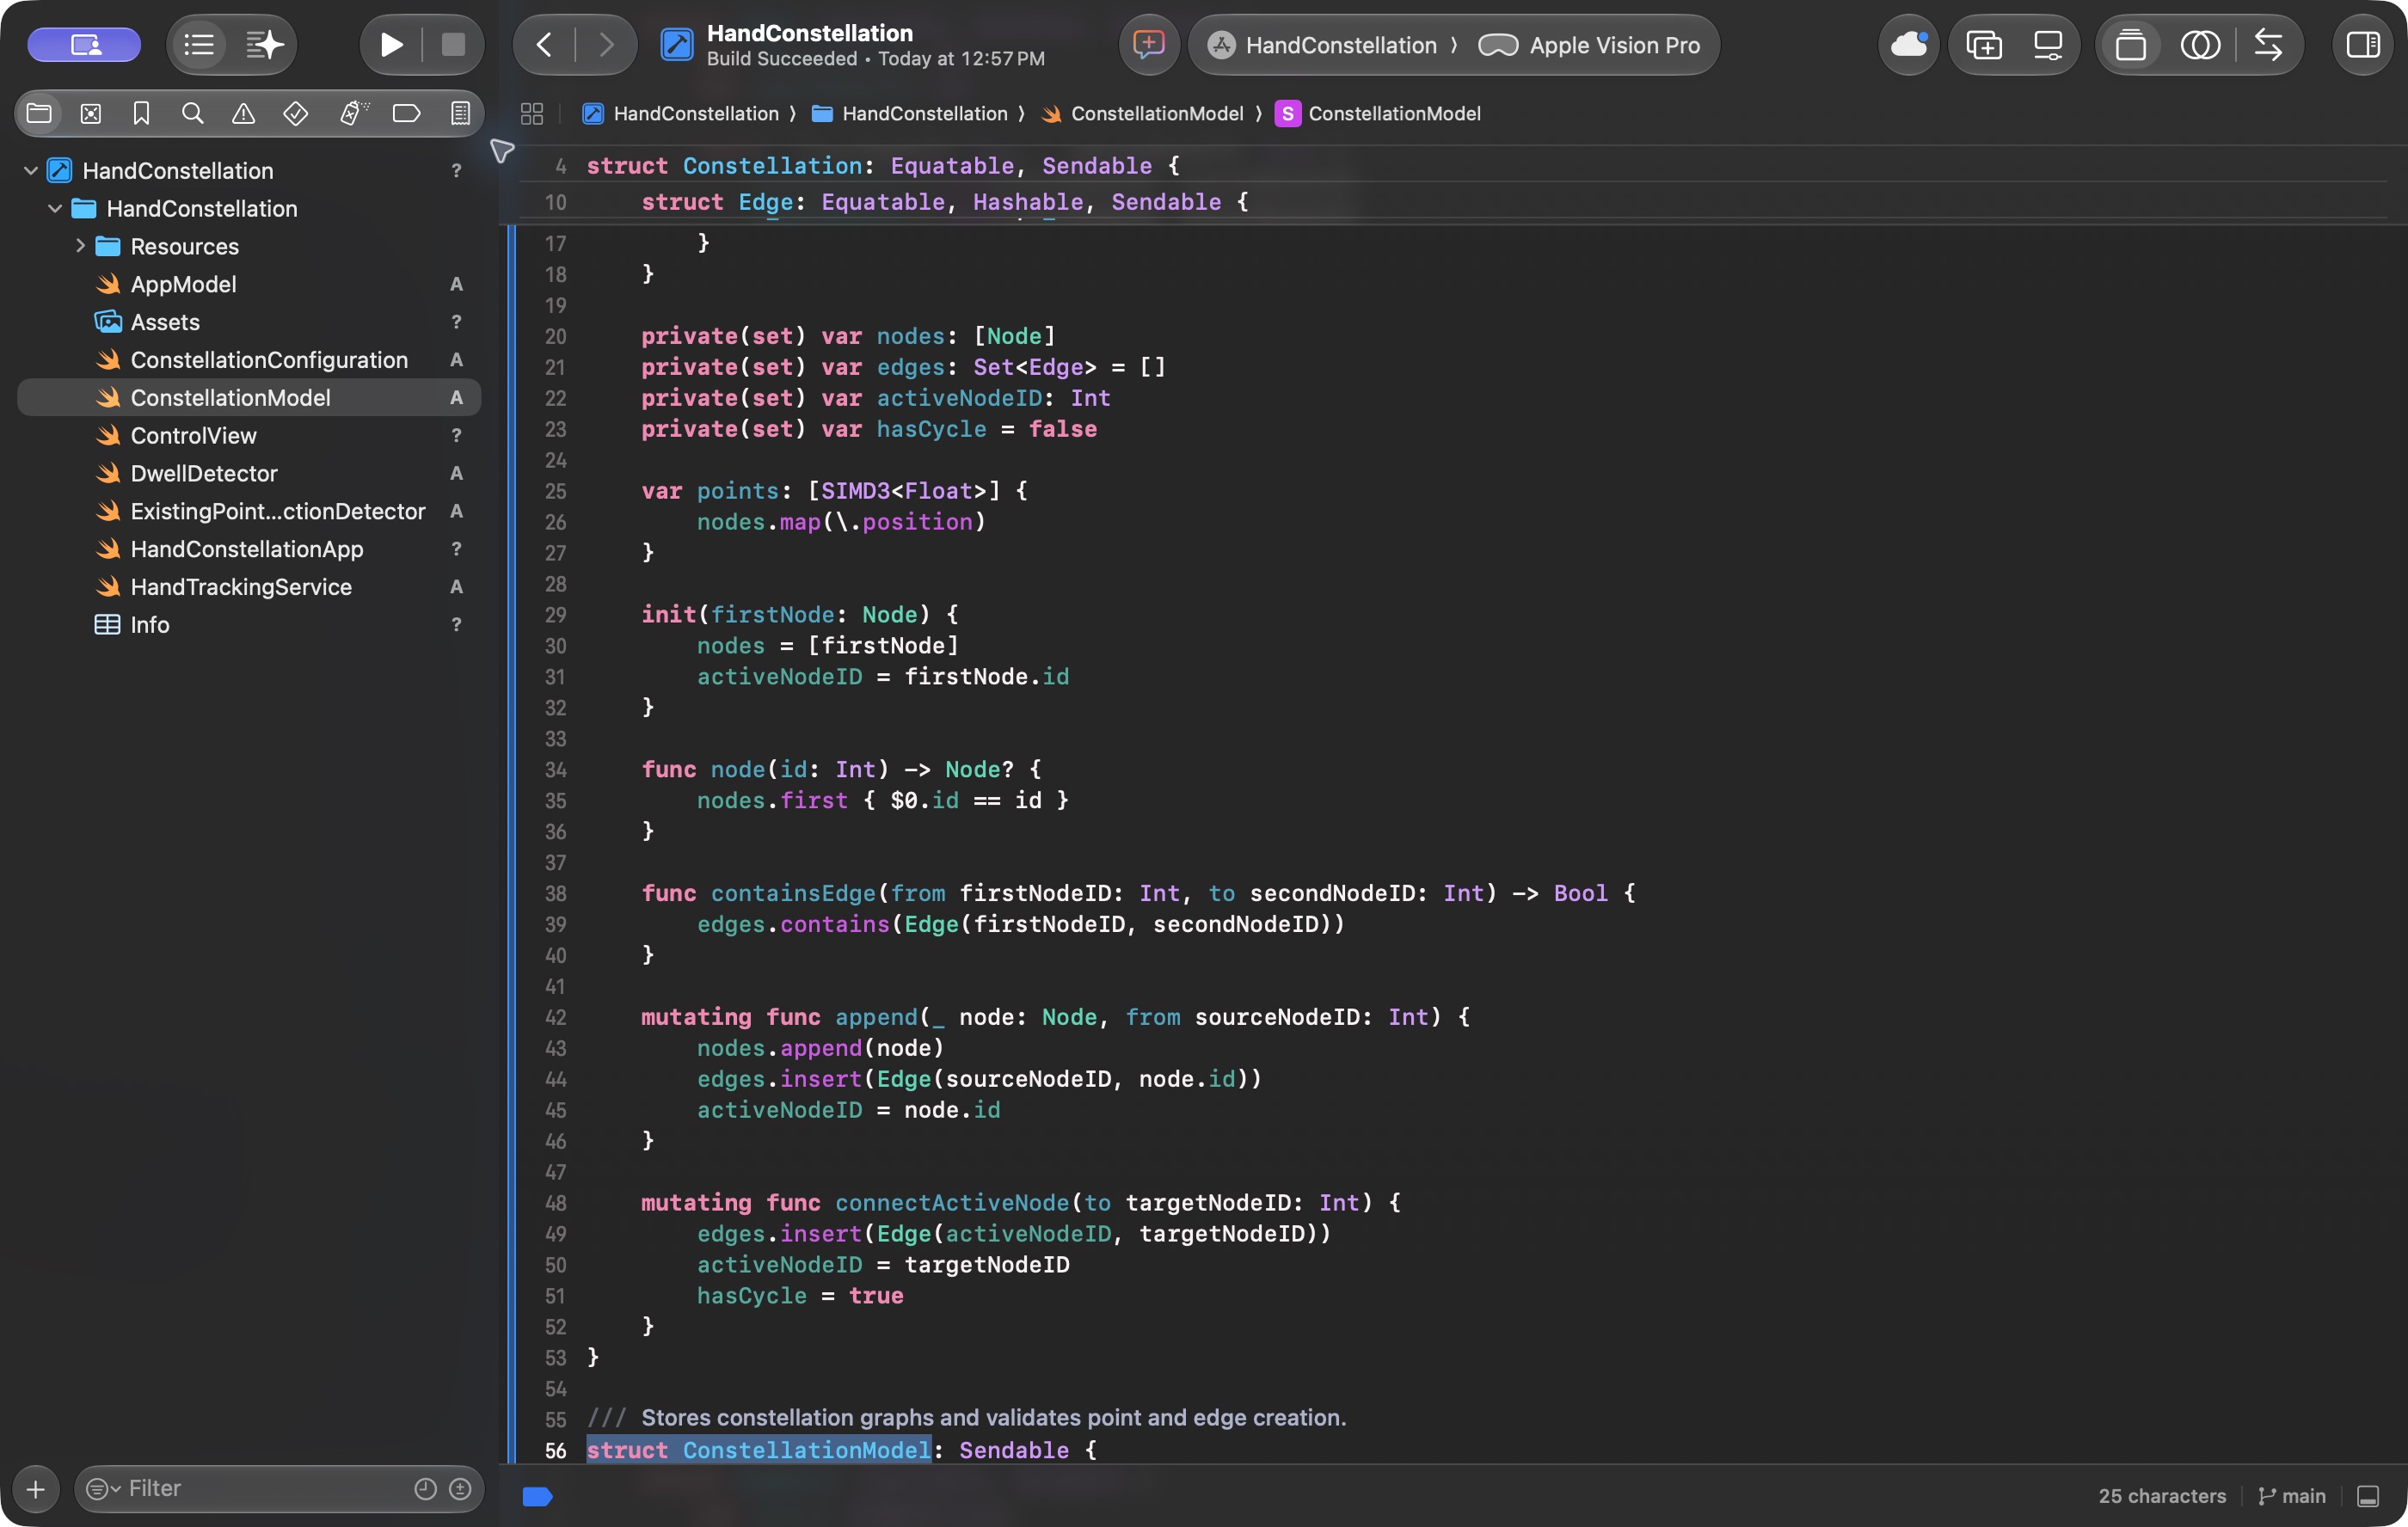 HandConstellation
Build Succeeded • Today at 12:57 PM
HandConstellation 〉 Apple Vision Pro
HandConstellation 〉 HandConstellation 〉 ConstellationModel 〉 S ConstellationModel
HandConstellation ?
HandConstellation
Resources
AppModel A
Assets ?
ConstellationConfiguration A
ConstellationModel A
ControlView ?
DwellDetector A
ExistingPoint...ctionDetector A
HandConstellationApp ?
HandTrackingService A
Info ?
Filter
4 struct Constellation: Equatable, Sendable {
10     struct Edge: Equatable, Hashable, Sendable {
17         }
18     }
19
20     private(set) var nodes: [Node]
21     private(set) var edges: Set<Edge> = []
22     private(set) var activeNodeID: Int
23     private(set) var hasCycle = false
24
25     var points: [SIMD3<Float>] {
26         nodes.map(\.position)
27     }
28
29     init(firstNode: Node) {
30         nodes = [firstNode]
31         activeNodeID = firstNode.id
32     }
33
34     func node(id: Int) -> Node? {
35         nodes.first { $0.id == id }
36     }
37
38     func containsEdge(from firstNodeID: Int, to secondNodeID: Int) -> Bool {
39         edges.contains(Edge(firstNodeID, secondNodeID))
40     }
41
42     mutating func append(_ node: Node, from sourceNodeID: Int) {
43         nodes.append(node)
44         edges.insert(Edge(sourceNodeID, node.id))
45         activeNodeID = node.id
46     }
47
48     mutating func connectActiveNode(to targetNodeID: Int) {
49         edges.insert(Edge(activeNodeID, targetNodeID))
50         activeNodeID = targetNodeID
51         hasCycle = true
52     }
53 }
54
55 /// Stores constellation graphs and validates point and edge creation.
56 struct ConstellationModel: Sendable {
25 characters
main